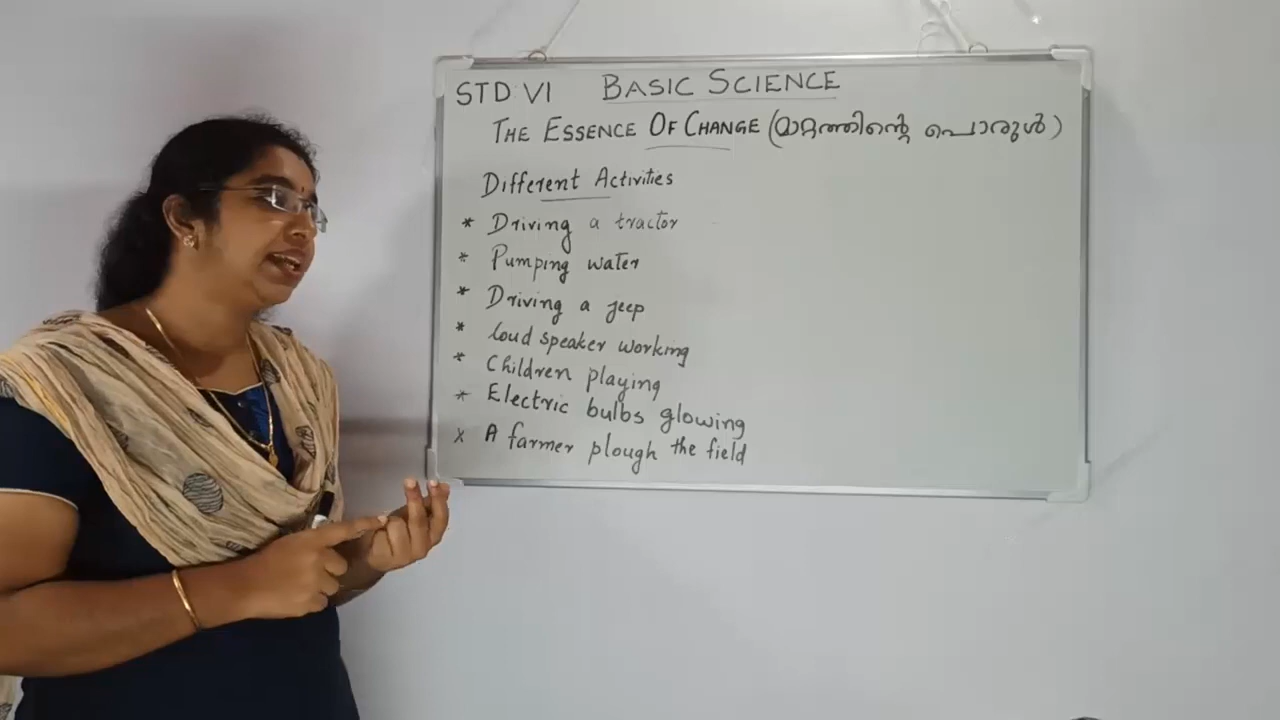 STD VI BASIC SCIENCE
THE ESSENCE OF CHANGE (മാറ്റത്തിന്റെ പൊരുൾ)
Different Activities
* Driving a tractor
* Pumping water
* Driving a jeep
* loud speaker working
* Children playing
* Electric bulbs glowing
x A farmer plough the field